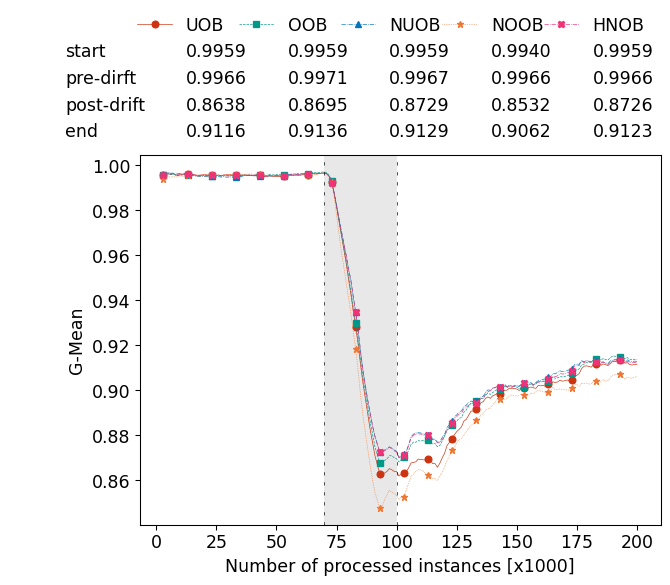 UOB OOB NUOB NOOB HNOB
start 0.9959 0.9959 0.9959 0.9940 0.9959
pre-dirft 0.9966 0.9971 0.9967 0.9966 0.9966
post-drift 0.8638 0.8695 0.8729 0.8532 0.8726
end 0.9116 0.9136 0.9129 0.9062 0.9123
1.00
0.98
0.96
0.94
0.92
0.90
0.88
0.86
G-Mean
0 25 50 75 100 125 150 175 200
Number of processed instances [x1000]